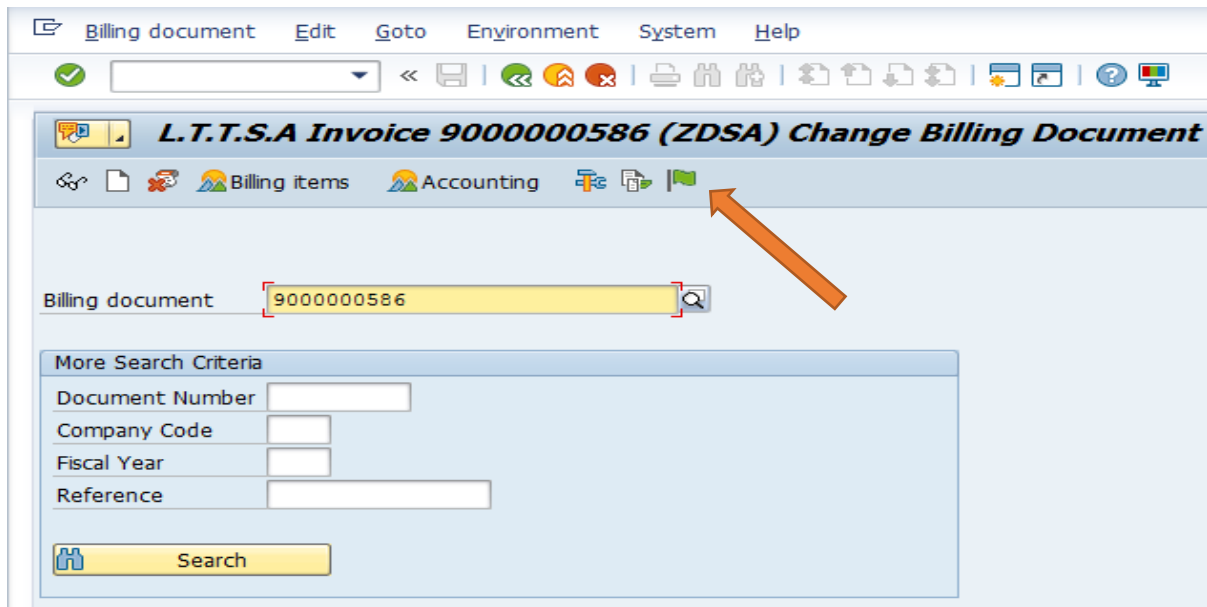 Billing document Edit Goto Environment System Help
L.T.T.S.A Invoice 9000000586 (ZDSA) Change Billing Document
Billing items Accounting
Billing document 9000000586
More Search Criteria
Document Number
Company Code
Fiscal Year
Reference
Search